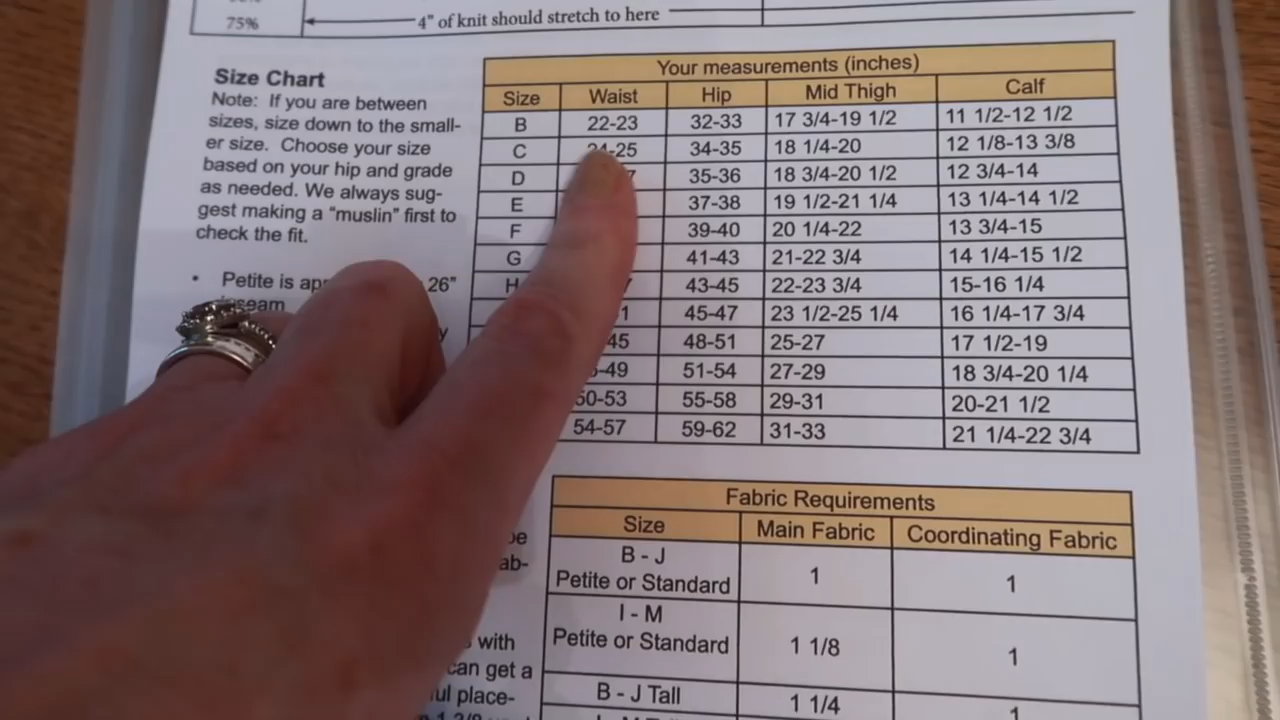 75% 4" of knit should stretch to here
Size Chart
Note: If you are between
sizes, size down to the small-
er size. Choose your size
based on your hip and grade
as needed. We always sug-
gest making a "muslin" first to
check the fit.
• Petite is 26"
Your measurements (inches)
Size Waist Hip Mid Thigh Calf
B 22-23 32-33 17 3/4-19 1/2 11 1/2-12 1/2
C 24-25 34-35 18 1/4-20 12 1/8-13 3/8
D 35-36 18 3/4-20 1/2 12 3/4-14
E 37-38 19 1/2-21 1/4 13 1/4-14 1/2
F 39-40 20 1/4-22 13 3/4-15
G 41-43 21-22 3/4 14 1/4-15 1/2
H 43-45 22-23 3/4 15-16 1/4
45-47 23 1/2-25 1/4 16 1/4-17 3/4
45 48-51 25-27 17 1/2-19
-49 51-54 27-29 18 3/4-20 1/4
50-53 55-58 29-31 20-21 1/2
54-57 59-62 31-33 21 1/4-22 3/4
Fabric Requirements
Size Main Fabric Coordinating Fabric
B - J
Petite or Standard 1 1
I - M
Petite or Standard 1 1/8 1
B - J Tall 1 1/4 1
with
can get a
place-